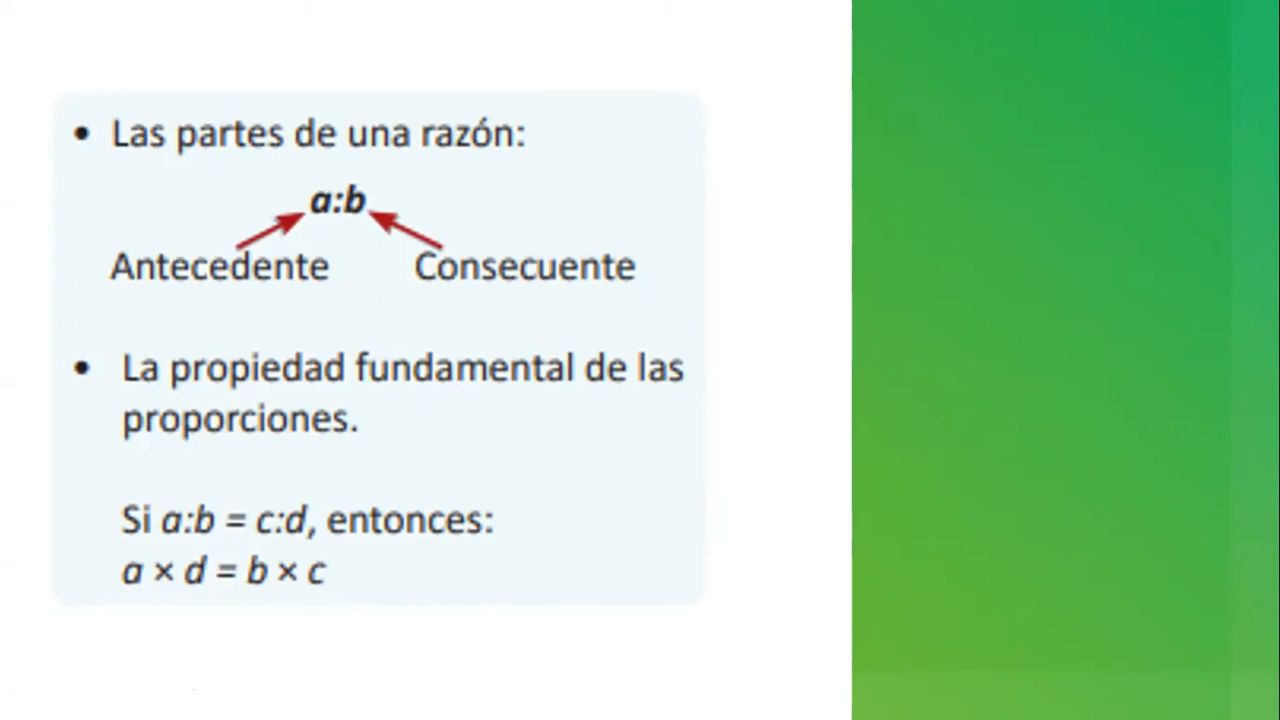 • Las partes de una razón:
a:b
Antecedente Consecuente
• La propiedad fundamental de las
proporciones.
Si a:b = c:d, entonces:
a × d = b × c